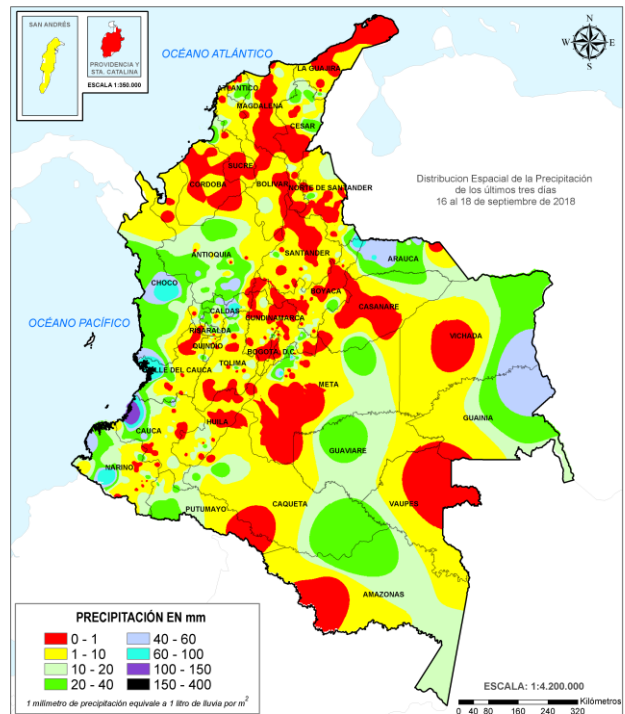 SAN ANDRÉS
PROVIDENCIA Y
STA. CATALINA
ESCALA 1:350.000
OCÉANO ATLÁNTICO
N
W
E
S
LA GUAJIRA
ATLANTICO
MAGDALENA
CESAR
SUCRE
CORDOBA
BOLIVAR
NORTE DE SANTANDER
Distribucion Espacial de la Precipitación
de los últimos tres días
16 al 18 de septiembre de 2018
ANTIOQUIA
SANTANDER
ARAUCA
CHOCO
BOYACA
CASANARE
OCÉANO PACÍFICO
CALDAS
CUNDINAMARCA
RISARALDA
VICHADA
QUINDIO
BOGOTA, D.C.
TOLIMA
VALLE DEL CAUCA
META
GUAINIA
CAUCA
HUILA
GUAVIARE
NARIÑO
CAQUETA
VAUPES
PUTUMAYO
AMAZONAS
PRECIPITACIÓN EN mm
0 - 1
40 - 60
1 - 10
60 - 100
10 - 20
100 - 150
20 - 40
150 - 400
1 milimetro de precipitación equivale a 1 litro de lluvia por m²
ESCALA: 1:4.200.000
Kilómetros
0 40 80 160 240 320